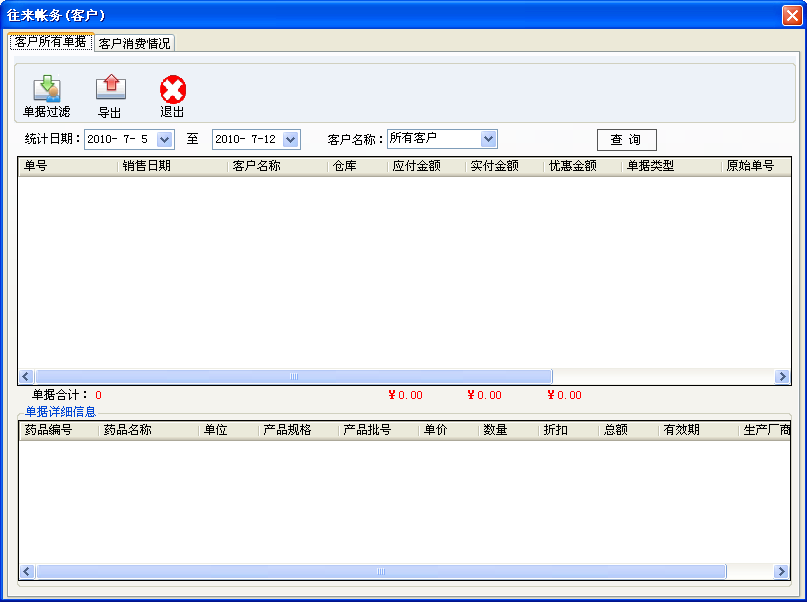 往来帐务(客户)
客户所有单据 客户消费情况
单据过滤 导出 退出
统计日期： 2010- 7- 5 至 2010- 7-12 客户名称： 所有客户 查 询
单号 销售日期 客户名称 仓库 应付金额 实付金额 优惠金额 单据类型 原始单号
单据合计： 0 ￥0.00 ￥0.00 ￥0.00
单据详细信息
药品编号 药品名称 单位 产品规格 产品批号 单价 数量 折扣 总额 有效期 生产厂商